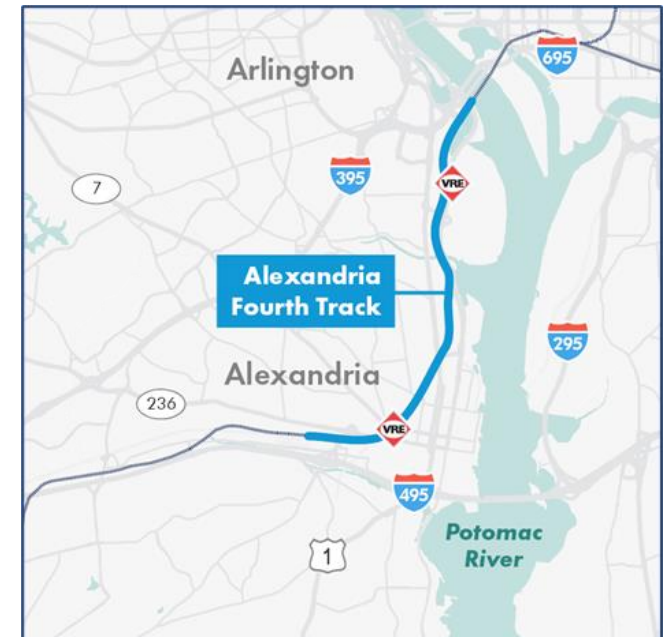 Arlington
695
7
395
VRE
Alexandria
Fourth Track
295
Alexandria
236
VRE
495
Potomac
River
1